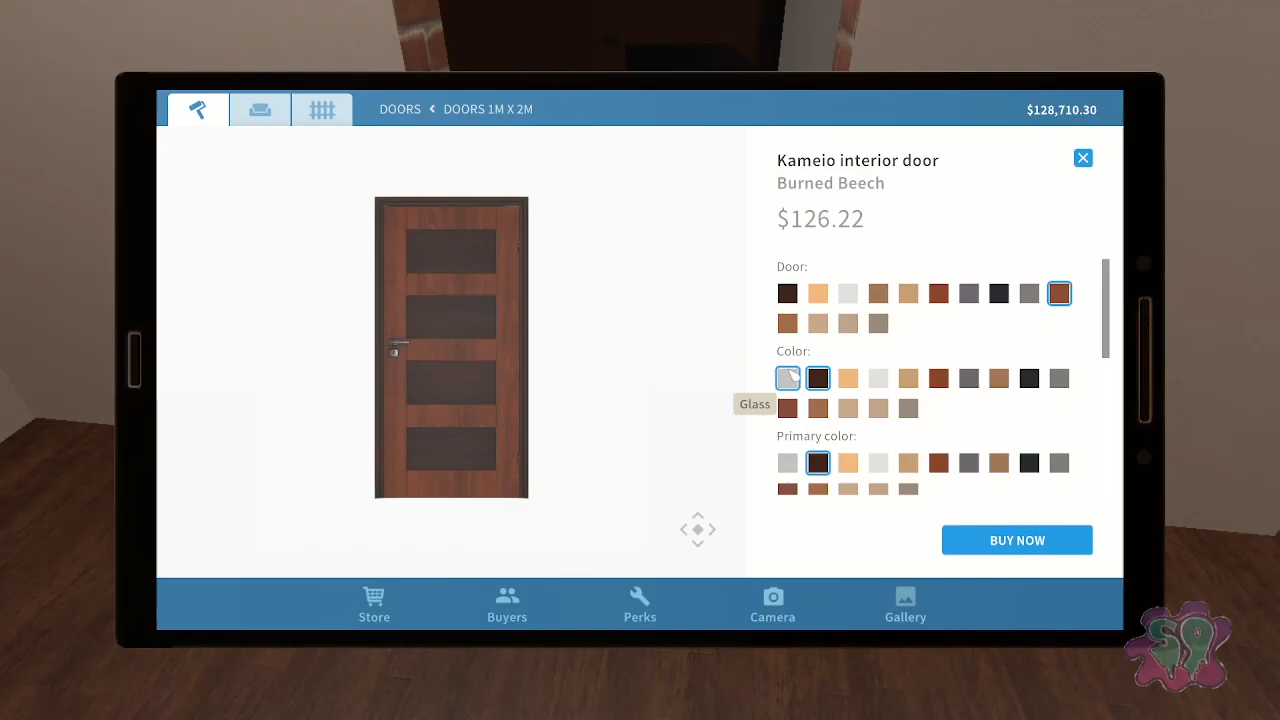 DOORS < DOORS 1M X 2M
$128,710.30
Kameio interior door
Burned Beech
$126.22
Door:
Color:
Glass
Primary color:
BUY NOW
Store
Buyers
Perks
Camera
Gallery
S9